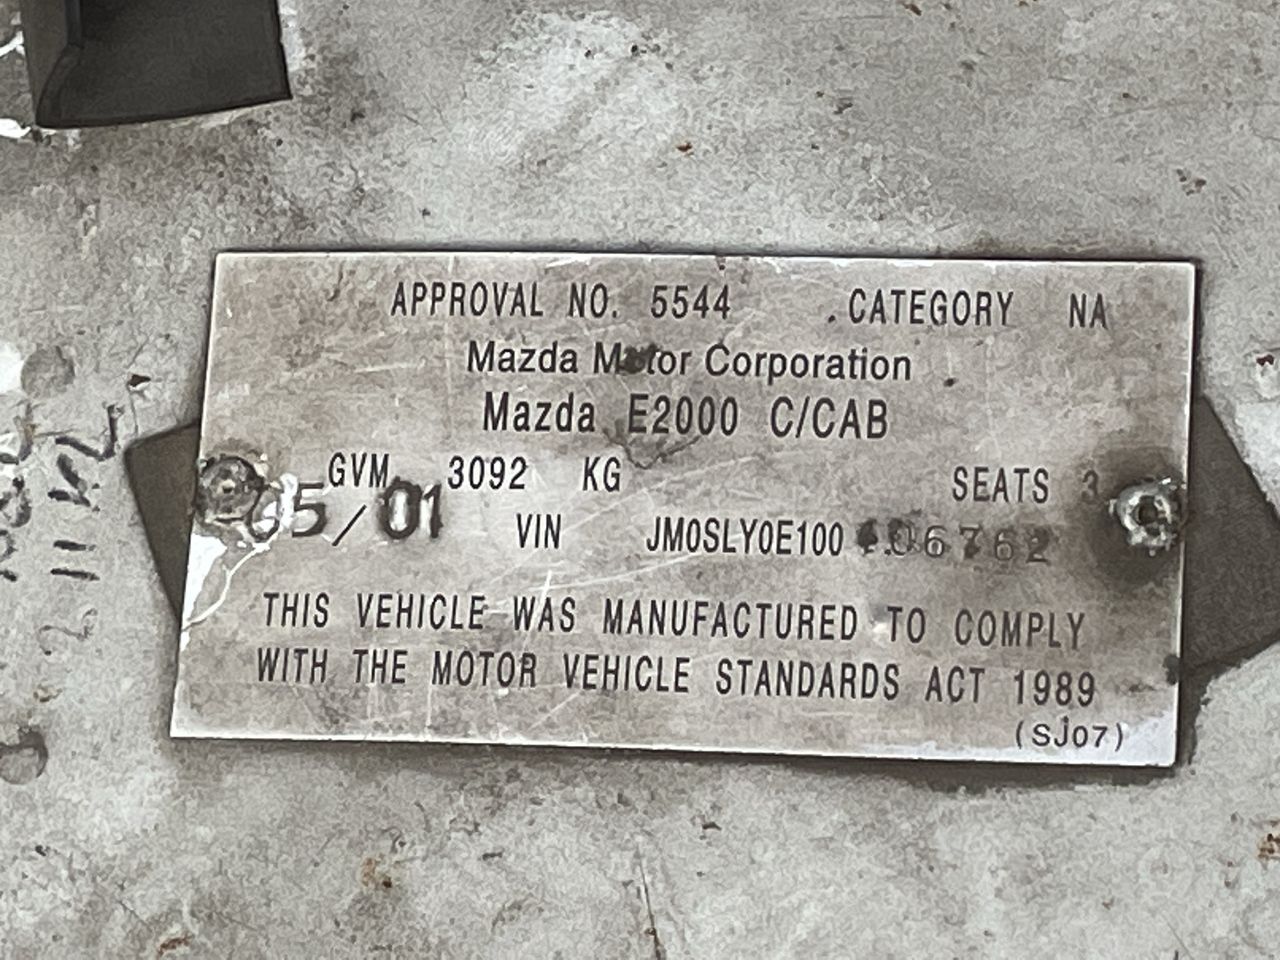 APPROVAL NO. 5544 CATEGORY NA
Mazda Motor Corporation
Mazda E2000 C/CAB
GVM 3092 KG SEATS 3
05/01 VIN JM0SLY0E100106762
THIS VEHICLE WAS MANUFACTURED TO COMPLY
WITH THE MOTOR VEHICLE STANDARDS ACT 1989
(SJ07)